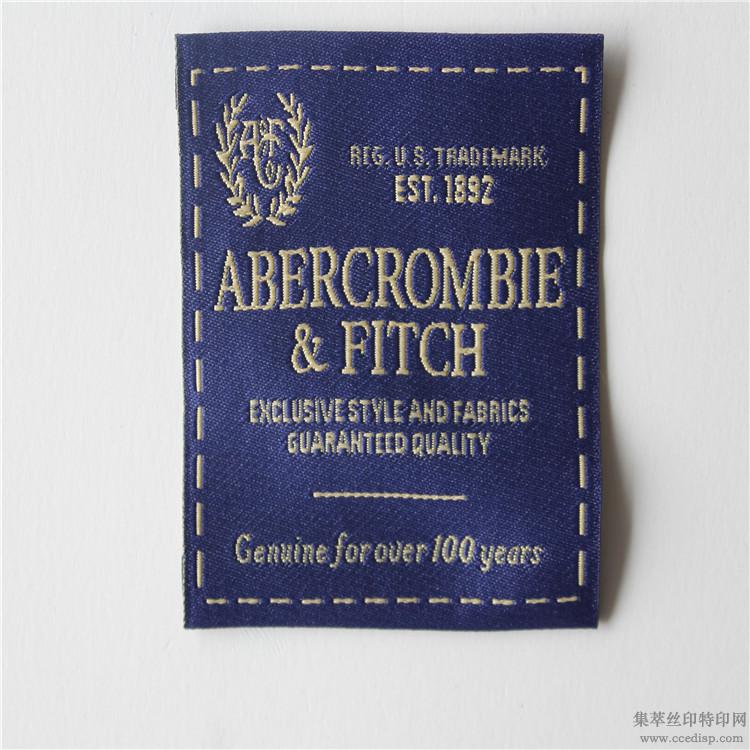 A&F
REG. U.S. TRADEMARK
EST. 1892
ABERCROMBIE
& FITCH
EXCLUSIVE STYLE AND FABRICS
GUARANTEED QUALITY
Genuine for over 100 years
集萃丝印特印网
www.ccedisp.com